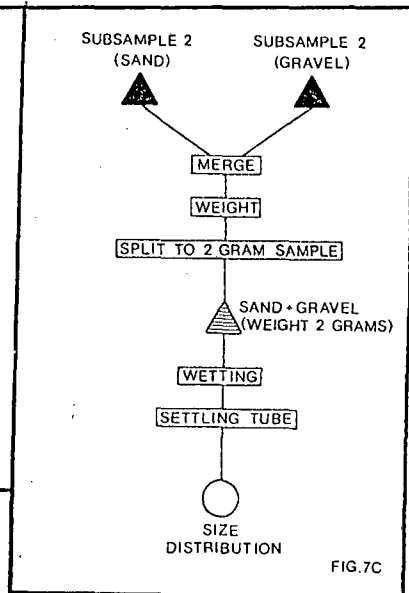 SUBSAMPLE 2 SUBSAMPLE 2
(SAND) (GRAVEL)
MERGE
WEIGHT
SPLIT TO 2 GRAM SAMPLE
SAND+GRAVEL
(WEIGHT 2 GRAMS)
WETTING
SETTLING TUBE
SIZE
DISTRIBUTION
FIG.7C